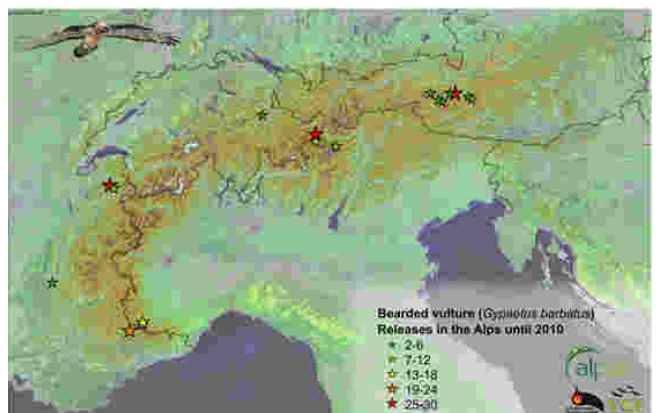 Bearded vulture (Gypaetus barbatus)
Releases in the Alps until 2010
2-6
7-12
13-18
19-24
25-30